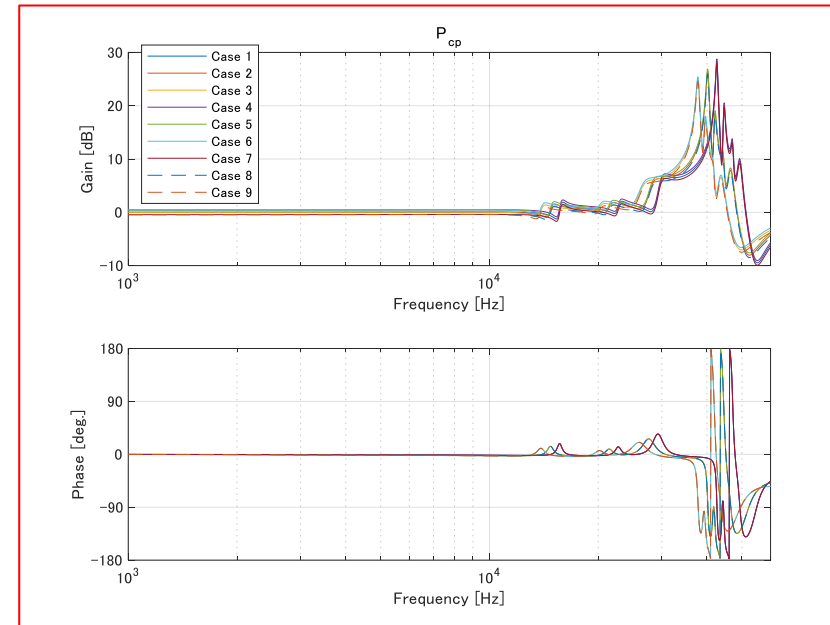 P_cp
30
20
10
0
-10
Gain [dB]
Case 1
Case 2
Case 3
Case 4
Case 5
Case 6
Case 7
Case 8
Case 9
10^3
10^4
Frequency [Hz]
180
90
0
-90
-180
Phase [deg.]
10^3
10^4
Frequency [Hz]